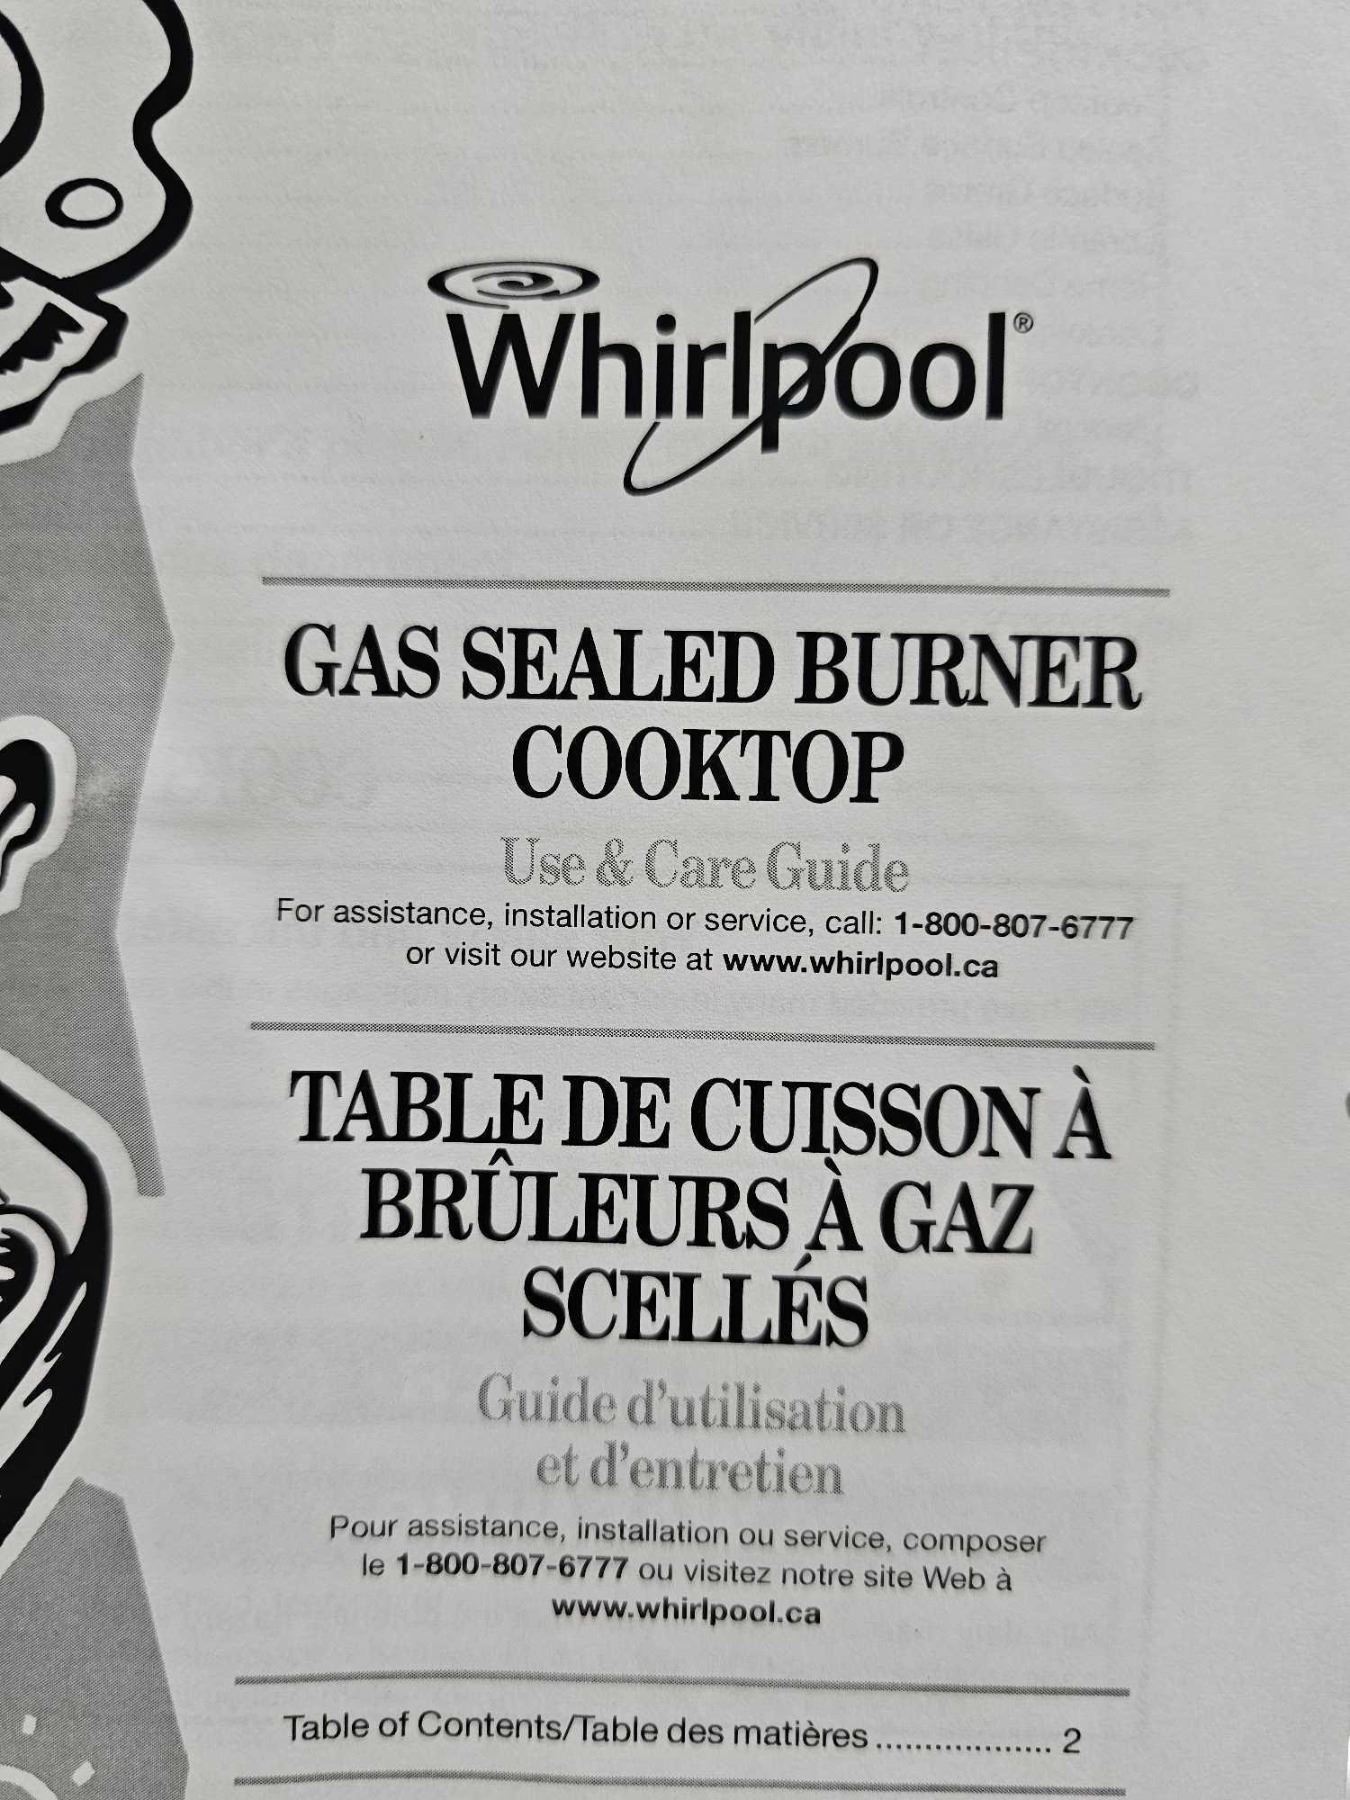 Whirlpool®
GAS SEALED BURNER
COOKTOP
Use & Care Guide
For assistance, installation or service, call: 1-800-807-6777
or visit our website at www.whirlpool.ca
TABLE DE CUISSON À
BRÛLEURS À GAZ
SCELLÉS
Guide d'utilisation
et d'entretien
Pour assistance, installation ou service, composer
le 1-800-807-6777 ou visitez notre site Web à
www.whirlpool.ca
Table of Contents/Table des matières .................. 2